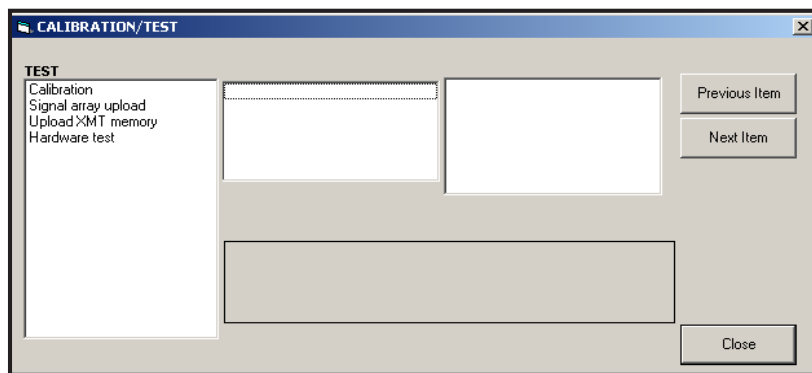 CALIBRATION/TEST
TEST
Calibration
Signal array upload
Upload XMT memory
Hardware test
Previous Item
Next Item
Close